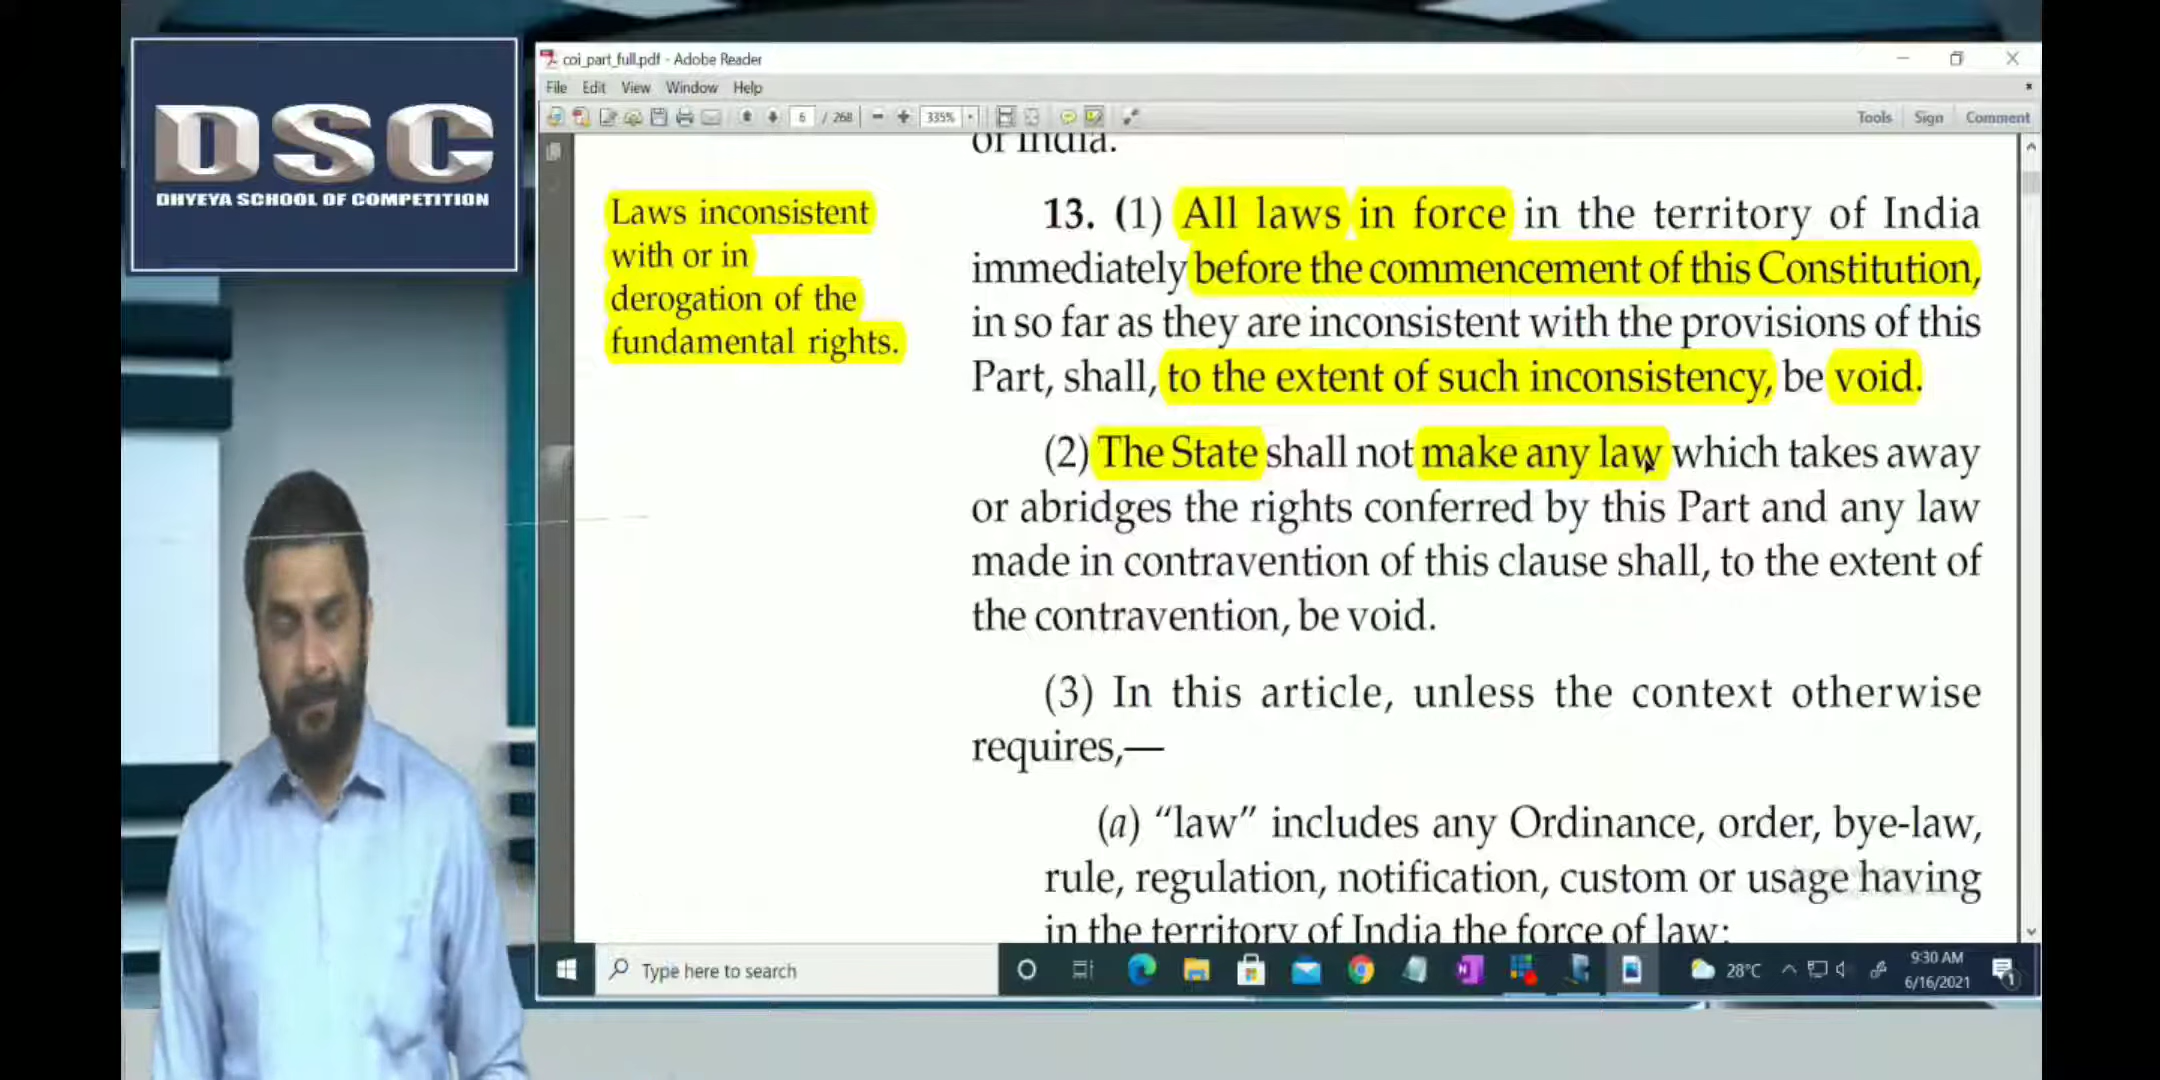 DSC
DHYEYA SCHOOL OF COMPETITION
coi_part_full.pdf - Adobe Reader
File Edit View Window Help
6 / 268 335% Tools Sign Comment
of India.
Laws inconsistent
with or in
derogation of the
fundamental rights.
13. (1) All laws in force in the territory of India
immediately before the commencement of this Constitution,
in so far as they are inconsistent with the provisions of this
Part, shall, to the extent of such inconsistency, be void.
(2) The State shall not make any law which takes away
or abridges the rights conferred by this Part and any law
made in contravention of this clause shall, to the extent of
the contravention, be void.
(3) In this article, unless the context otherwise
requires,—
(a) “law” includes any Ordinance, order, bye-law,
rule, regulation, notification, custom or usage having
in the territory of India the force of law;
Type here to search
28°C
9:30 AM
6/16/2021
1